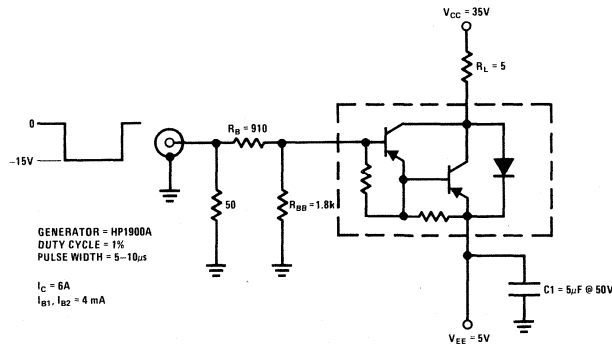 V_CC = 35V
R_L = 5
0
R_B = 910
−15V
50
R_BB = 1.8k
GENERATOR = HP1900A
DUTY CYCLE = 1%
PULSE WIDTH = 5–10μs
I_C = 6A
I_B1, I_B2 = 4 mA
C1 = 5μF @ 50V
V_EE = 5V